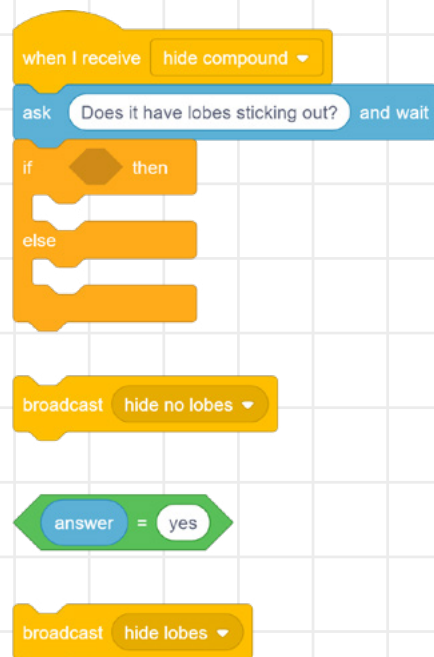 when I receive hide compound
ask Does it have lobes sticking out? and wait
if then
else
broadcast hide no lobes
answer = yes
broadcast hide lobes